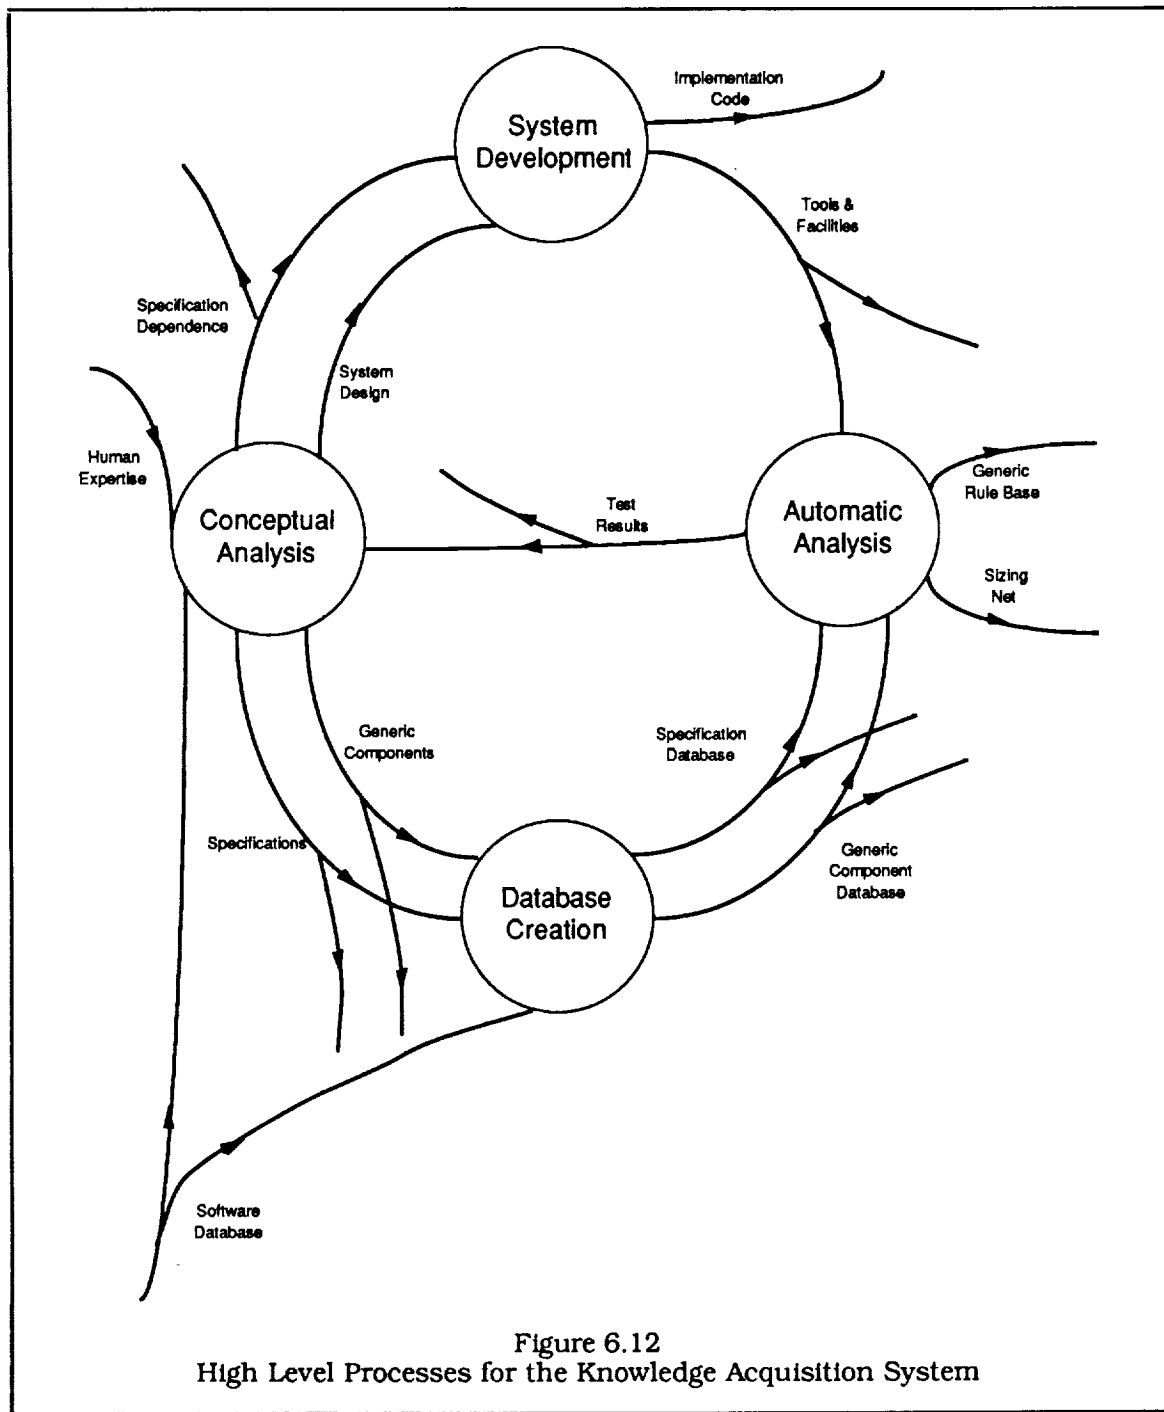 Implementation
Code
System
Development
Tools &
Facilities
Specification
Dependence
System
Design
Human
Expertise
Conceptual
Analysis
Test
Results
Automatic
Analysis
Generic
Rule Base
Sizing
Net
Generic
Components
Specification
Database
Specifications
Generic
Component
Database
Database
Creation
Software
Database
Figure 6.12
High Level Processes for the Knowledge Acquisition System